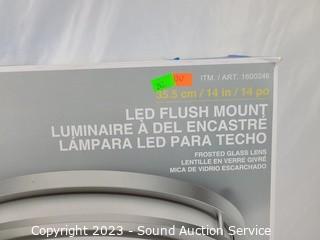 ITM. / ART. 1600246
35.5 cm / 14 in / 14 po
LED FLUSH MOUNT
LUMINAIRE À DEL ENCASTRÉ
LÁMPARA LED PARA TECHO
FROSTED GLASS LENS
LENTILLE EN VERRE GIVRÉ
MICA DE VIDRIO ESCARCHADO
Copyright 2023 - Sound Auction Service